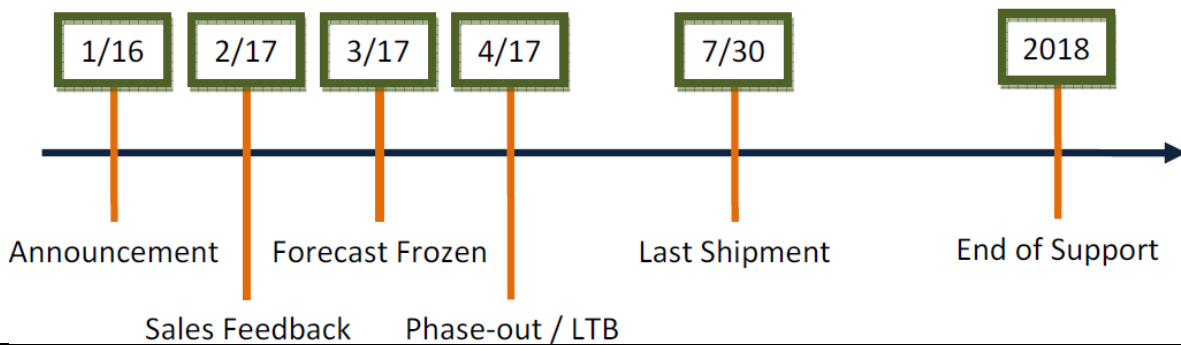 1/16 2/17 3/17 4/17 7/30 2018
Announcement Forecast Frozen Last Shipment End of Support
Sales Feedback Phase-out / LTB